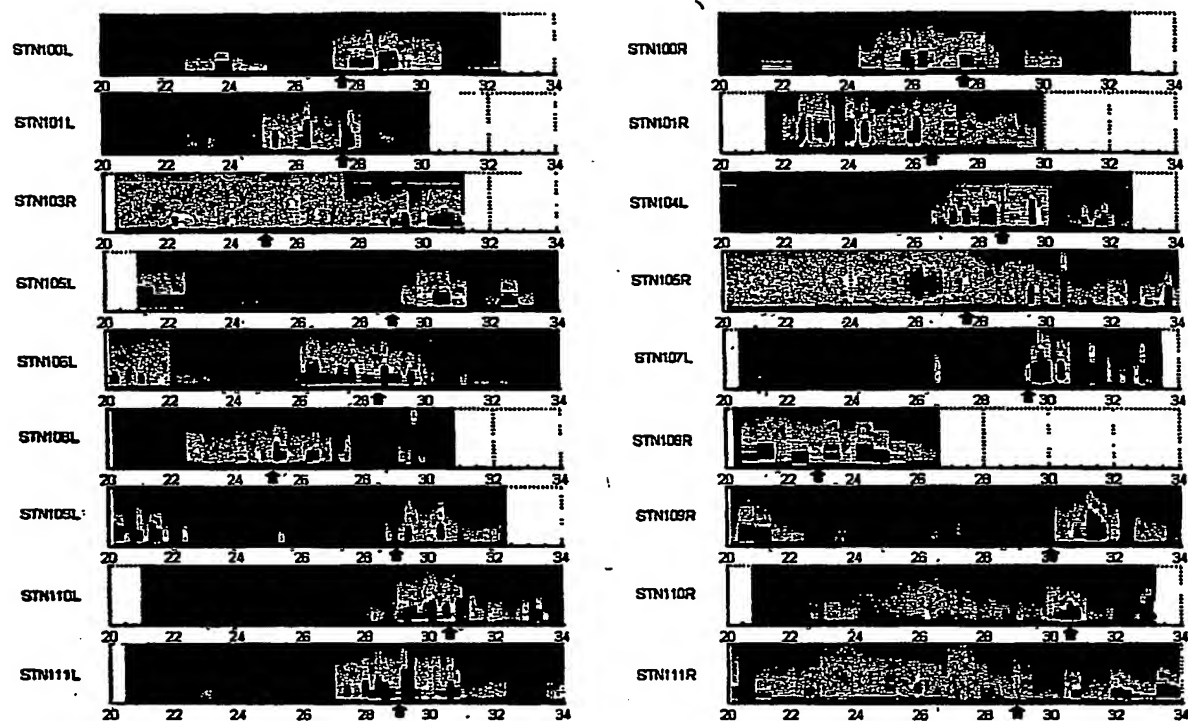 STN100L
20 22 24 26 28 30 32 34
STN100R
20 22 24 26 28 30 32 34
STN101L
20 22 24 26 28 30 32 34
STN101R
20 22 24 26 28 30 32 34
STN103R
20 22 24 26 28 30 32 34
STN104L
20 22 24 26 28 30 32 34
STN105L
20 22 24 26 28 30 32 34
STN105R
20 22 24 26 28 30 32 34
STN106L
20 22 24 26 28 30 32 34
STN107L
20 22 24 26 28 30 32 34
STN108L
20 22 24 26 28 30 32 34
STN108R
20 22 24 26 28 30 32 34
STN109L
20 22 24 26 28 30 32 34
STN109R
20 22 24 26 28 30 32 34
STN110L
20 22 24 26 28 30 32 34
STN110R
20 22 24 26 28 30 32 34
STN111L
20 22 24 26 28 30 32 34
STN111R
20 22 24 26 28 30 32 34